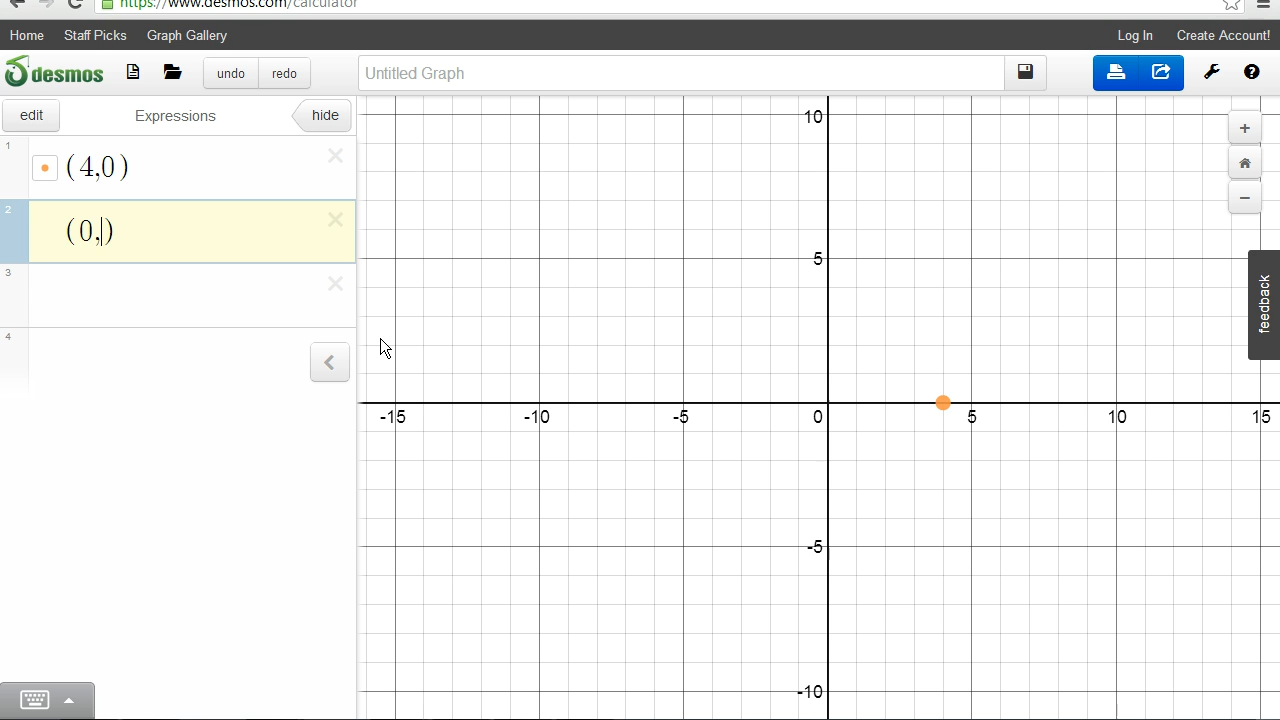 https://www.desmos.com/calculator
Home Staff Picks Graph Gallery Log In Create Account!
desmos undo redo Untitled Graph
edit Expressions hide
1
(4,0)
2
(0,)
3
4
10
5
-15 -10 -5 0 5 10 15
-5
-10
+
−
feedback